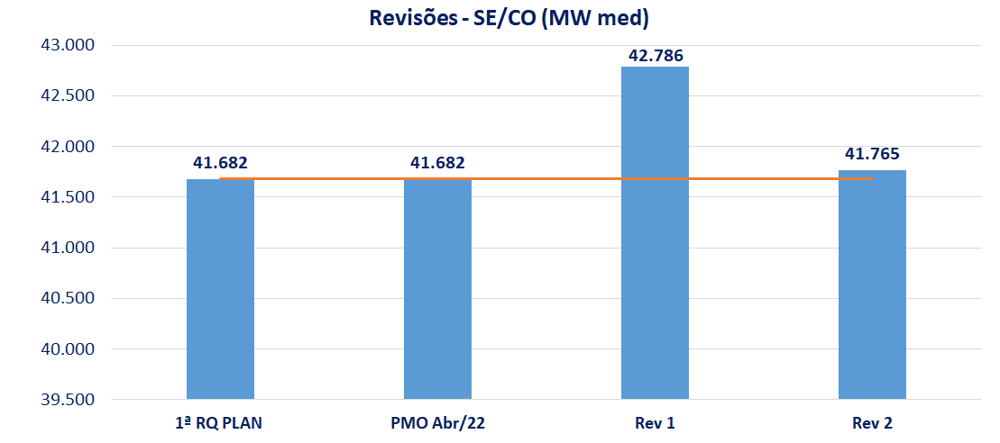 Revisões - SE/CO (MW med)
43.000
42.500
42.000
41.500
41.000
40.500
40.000
39.500
41.682
41.682
42.786
41.765
1ª RQ PLAN
PMO Abr/22
Rev 1
Rev 2